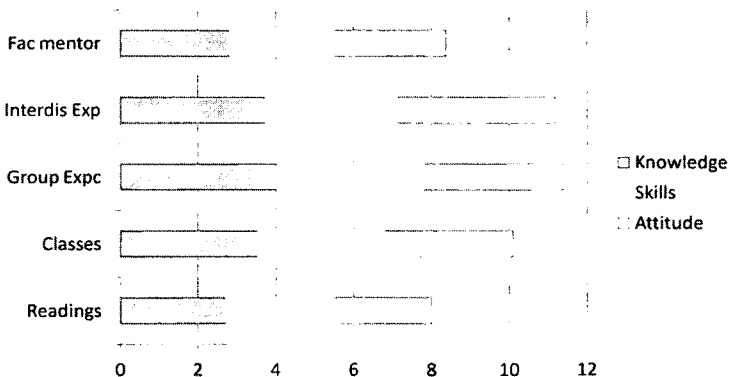 Fac mentor
Interdis Exp
Group Expc
Classes
Readings
0 2 4 6 8 10 12
Knowledge
Skills
Attitude